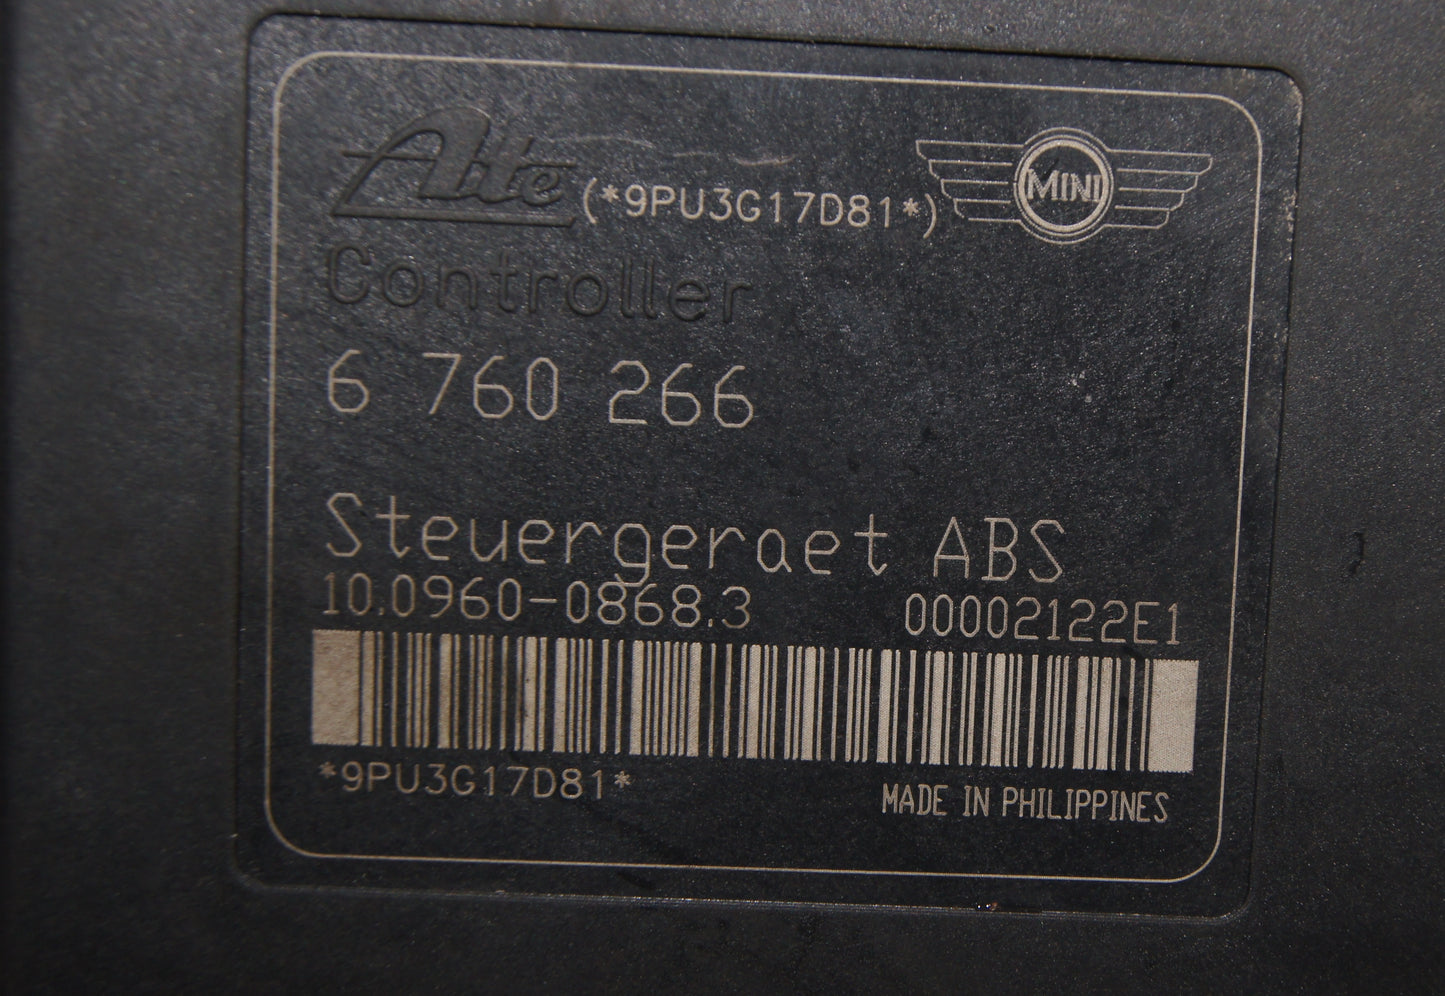 Ate (*9PU3G17D81*) MINI
Controller
6 760 266
Steuergeraet ABS
10.0960-0868.3 00002122E1
*9PU3G17D81*
MADE IN PHILIPPINES